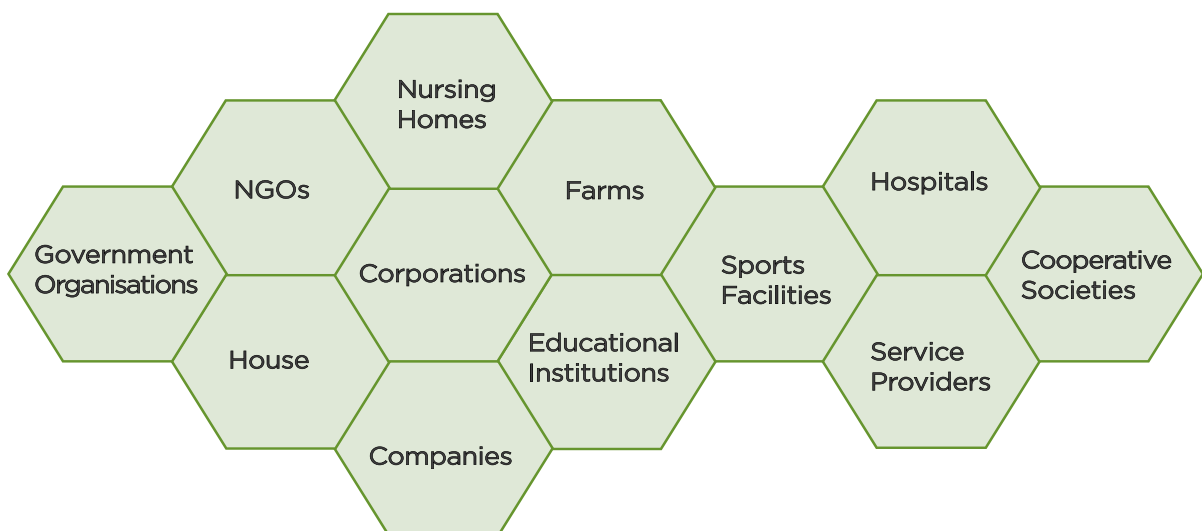 Nursing
Homes
NGOs
Farms
Hospitals
Government
Organisations
Corporations
Sports
Facilities
Cooperative
Societies
House
Educational
Institutions
Service
Providers
Companies